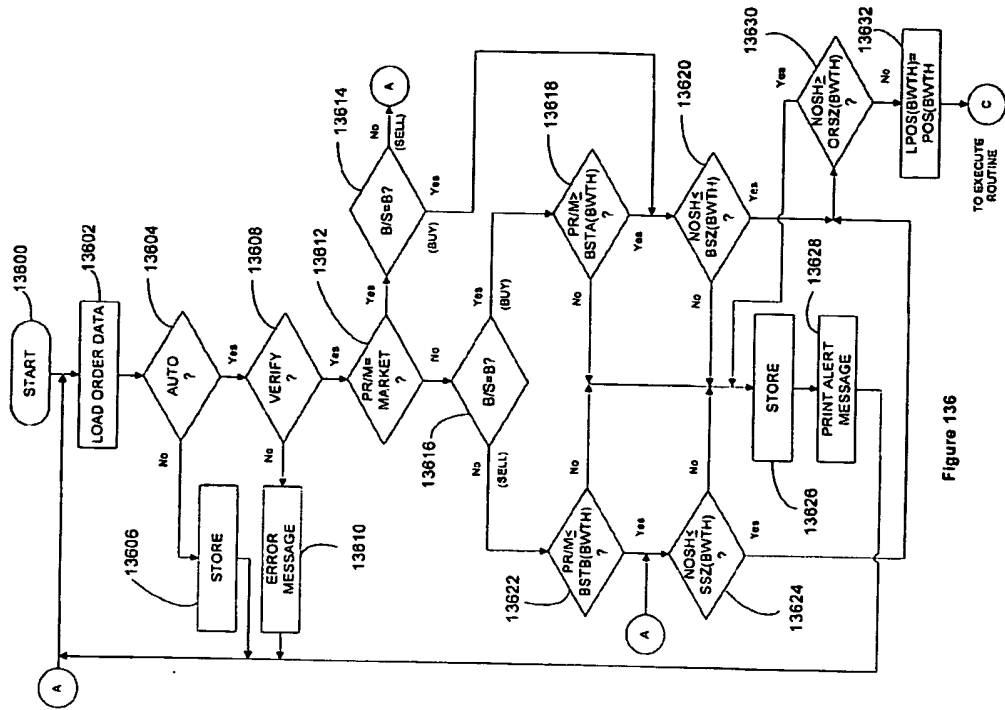 13600
START
A
13602
LOAD ORDER DATA
13604
AUTO
?
No
Yes
13606
STORE
13608
VERIFY
?
No
Yes
13610
ERROR
MESSAGE
13612
PR/M=
MARKET
?
Yes
No
13614
B/S=B?
No
(SELL)
A
Yes
(BUY)
13616
B/S=B?
No
(SELL)
Yes
(BUY)
13618
PR/M≥
BSTA(BWTH)
?
No
Yes
13620
NOSH≤
BSZ(BWTH)
?
No
Yes
13622
PR/M≤
BSTB(BWTH)
?
No
Yes
A
13624
NOSH≤
SSZ(BWTH)
?
No
Yes
13626
STORE
13628
PRINT ALERT
MESSAGE
13630
NOSH≥
ORSZ(BWTH)
?
Yes
No
13632
LPOS(BWTH)=
POS(BWTH
C
TO EXECUTE
ROUTINE
Figure 136